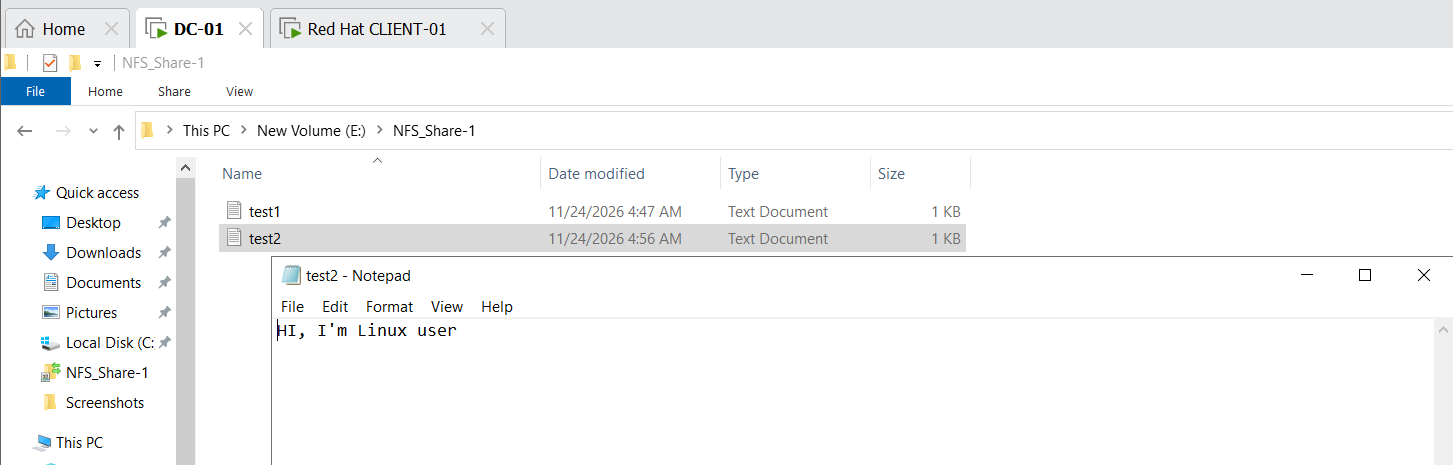 Home
DC-01
Red Hat CLIENT-01
NFS_Share-1
File Home Share View
This PC New Volume (E:) NFS_Share-1
Name Date modified Type Size
Quick access
Desktop
Downloads
Documents
Pictures
Local Disk (C:
NFS_Share-1
Screenshots
This PC
test1 11/24/2026 4:47 AM Text Document 1 KB
test2 11/24/2026 4:56 AM Text Document 1 KB
test2 - Notepad
File Edit Format View Help
HI, I'm Linux user